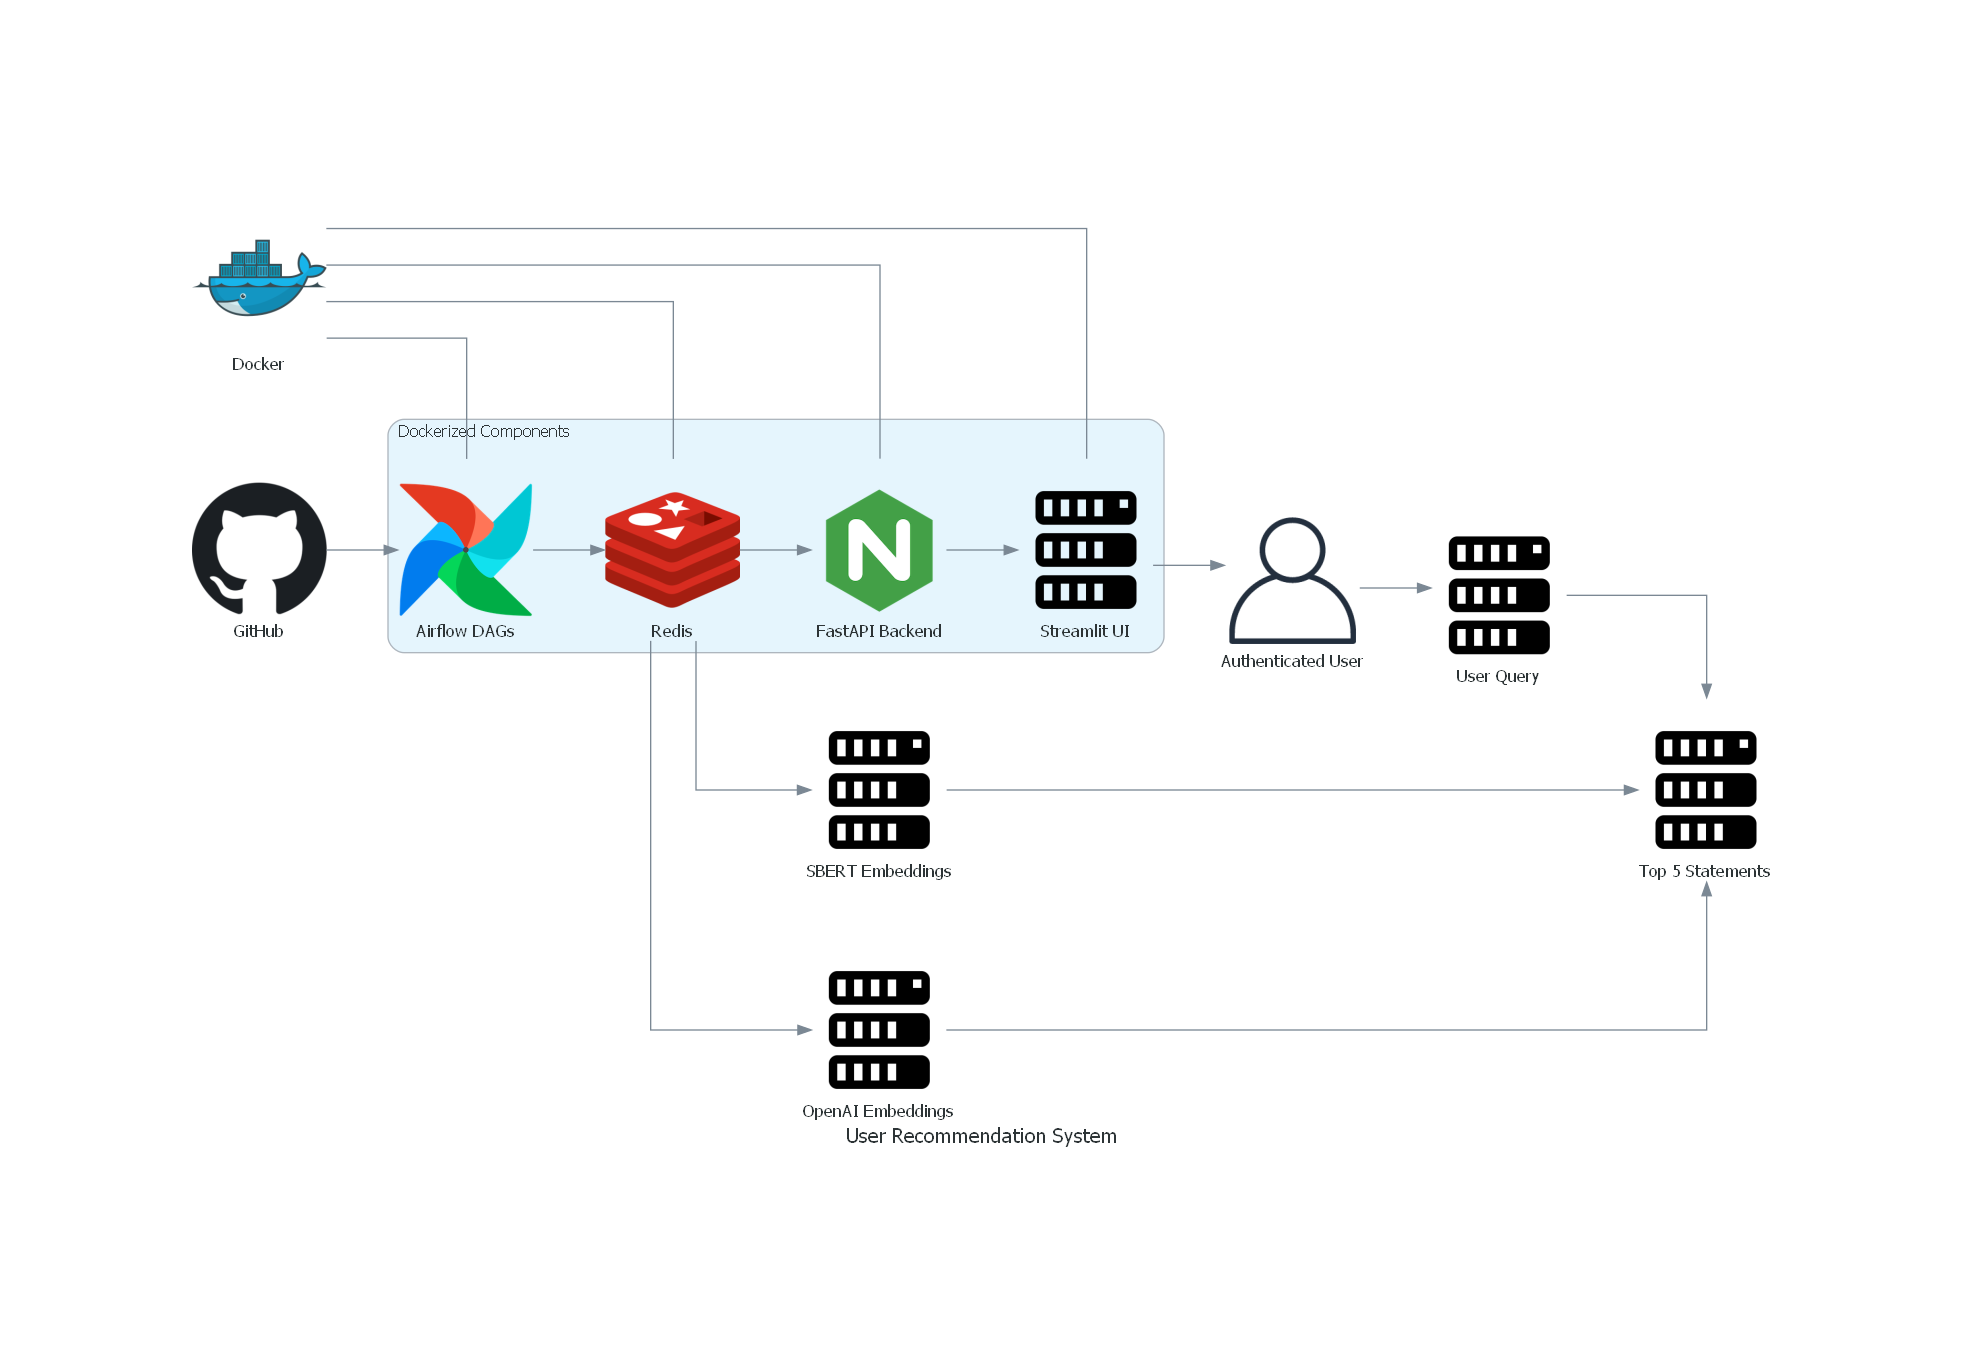 Docker
Dockerized Components
GitHub
Airflow DAGs
Redis
FastAPI Backend
Streamlit UI
Authenticated User
User Query
SBERT Embeddings
Top 5 Statements
OpenAI Embeddings
User Recommendation System